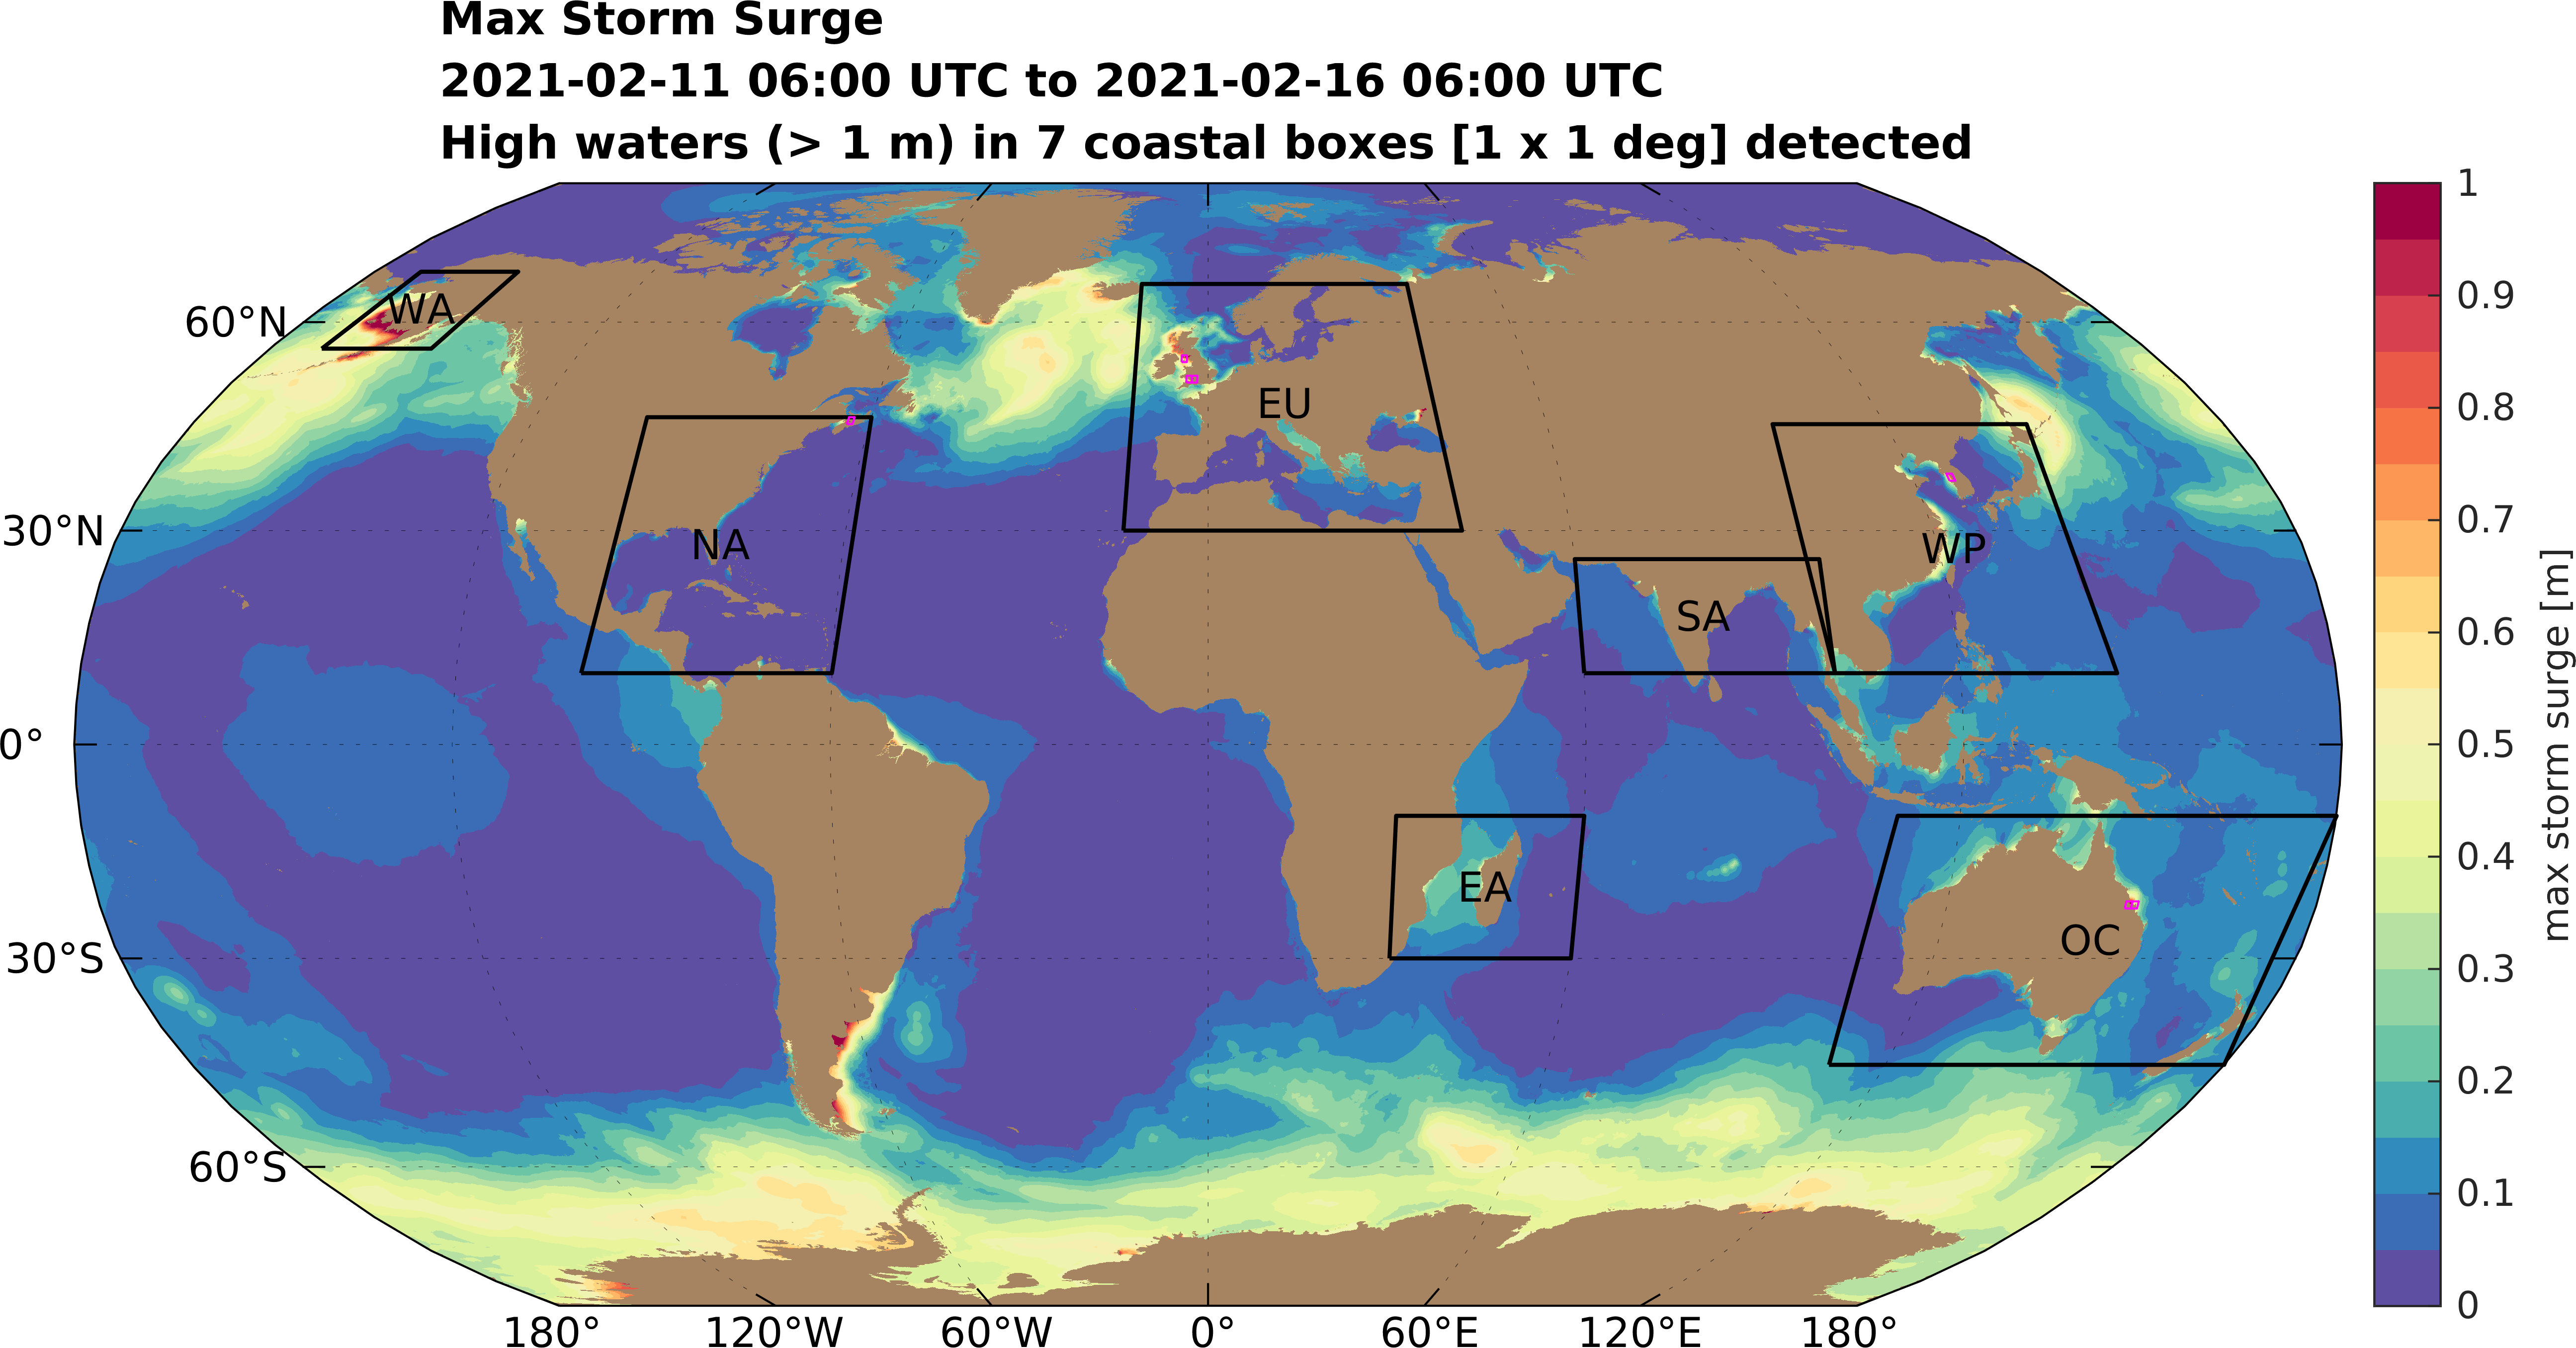 Max Storm Surge
2021-02-11 06:00 UTC to 2021-02-16 06:00 UTC
High waters (> 1 m) in 7 coastal boxes [1 x 1 deg] detected
60°N
30°N
0°
30°S
60°S
WA
NA
EU
SA
WP
EA
OC
180°
120°W
60°W
0°
60°E
120°E
180°
1
0.9
0.8
0.7
0.6
0.5
0.4
0.3
0.2
0.1
0
max storm surge [m]